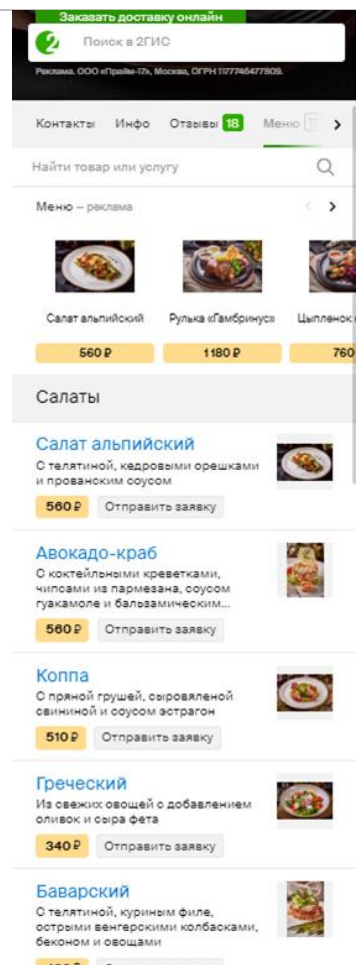 Заказать доставку онлайн
2
Поиск в 2ГИС
Реклама. ООО «Прайм-17», Москва, ОГРН 1177746477809.
Контакты Инфо Отзывы 18 Меню
Найти товар или услугу
Меню – реклама
Салат альпийский Рулька «Гамбринус» Цыпленок
560 ₽ 1180 ₽ 760
Салаты
Салат альпийский
С телятиной, кедровыми орешками
и прованским соусом
560 ₽ Отправить заявку
Авокадо-краб
С коктейльными креветками,
чипсами из пармезана, соусом
гуакамоле и бальзамическим...
560 ₽ Отправить заявку
Коппа
С пряной грушей, сыровяленой
свининой и соусом эстрагон
510 ₽ Отправить заявку
Греческий
Из свежих овощей с добавлением
оливок и сыра фета
340 ₽ Отправить заявку
Баварский
С телятиной, куриным филе,
острыми венгерскими колбасками,
беконом и овощами